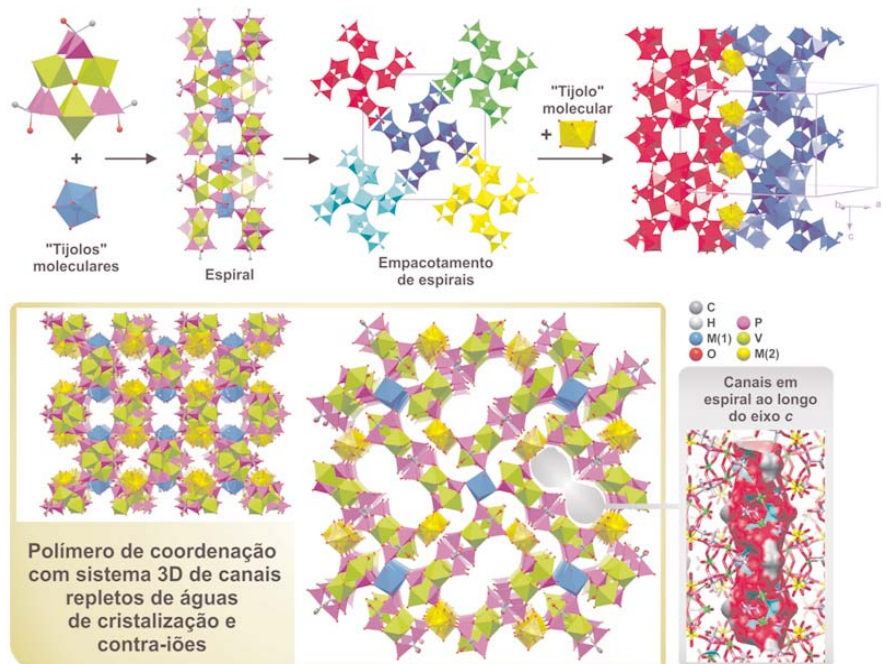 +
"Tijolos"
moleculares
Espiral
Empacotamento
de espirais
"Tijolo"
molecular
+
b
a
c
C
H
P
M(1)
V
O
M(2)
Canais em
espiral ao longo
do eixo c
Polímero de coordenação
com sistema 3D de canais
repletos de águas
de cristalização e
contra-iões